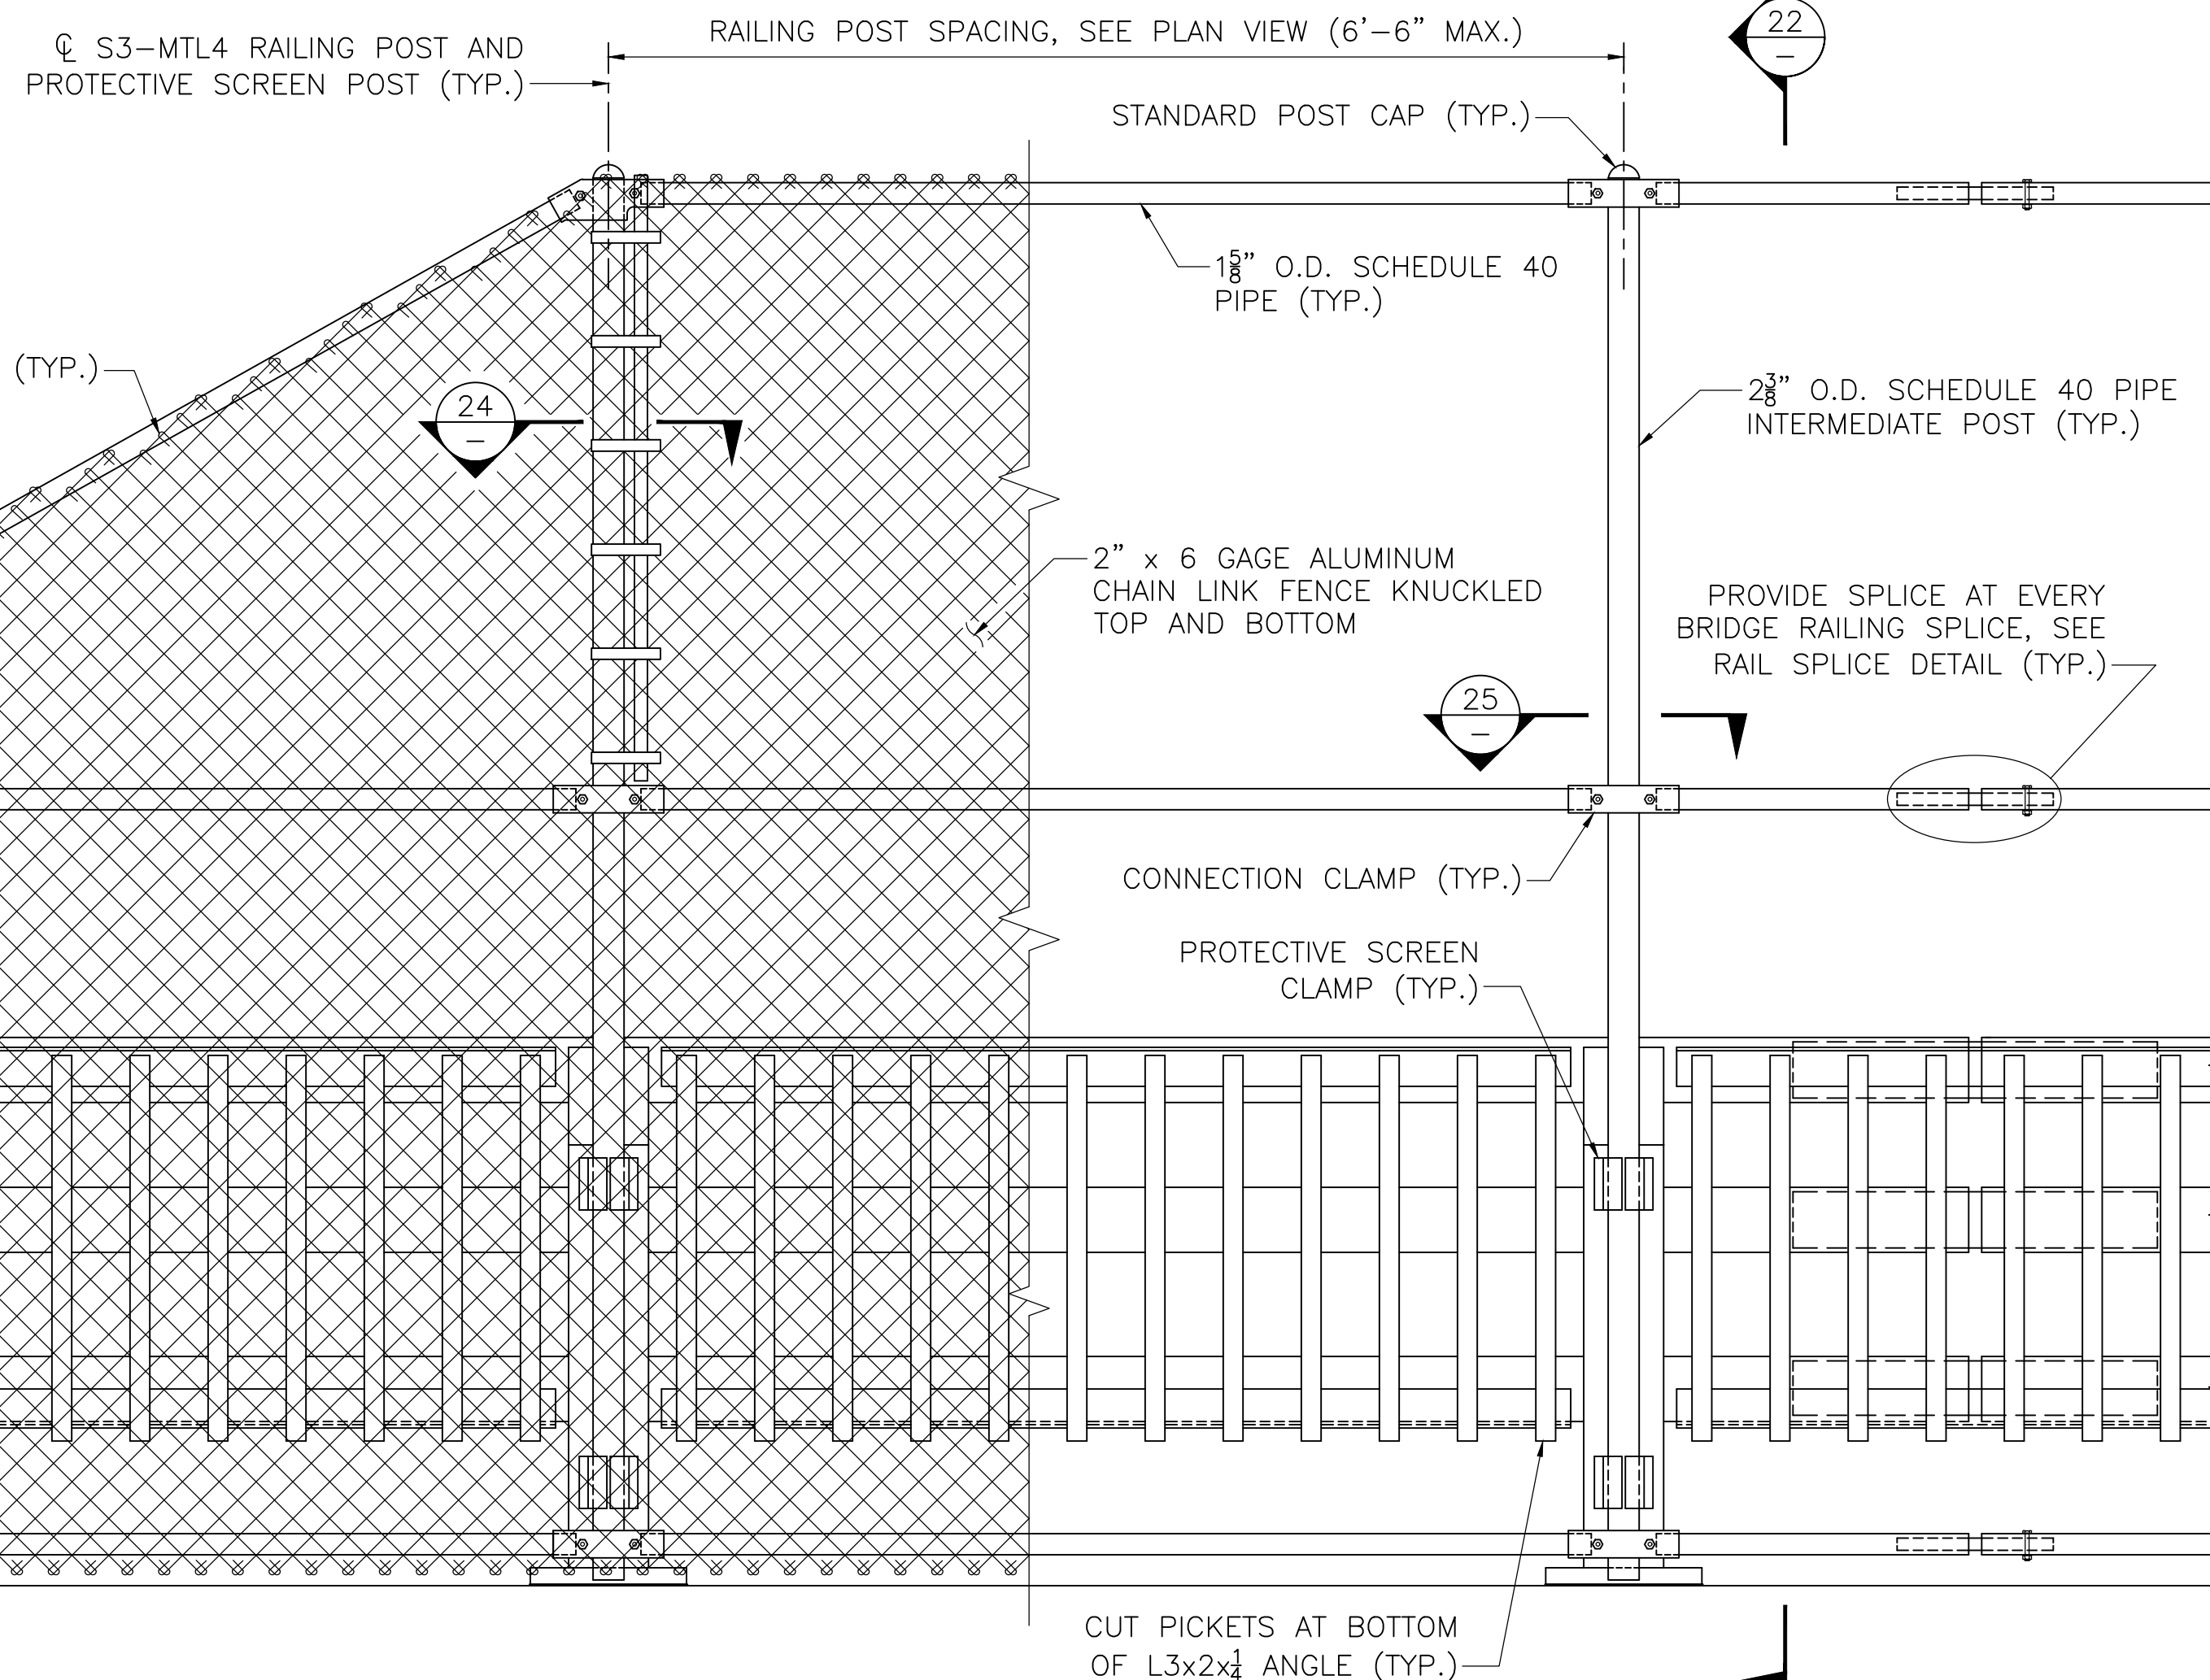 RAILING POST SPACING, SEE PLAN VIEW (6'–6" MAX.)
22
–
℄ S3–MTL4 RAILING POST AND
PROTECTIVE SCREEN POST (TYP.)
STANDARD POST CAP (TYP.)
1⅝" O.D. SCHEDULE 40
PIPE (TYP.)
(TYP.)
24
–
2⅜" O.D. SCHEDULE 40 PIPE
INTERMEDIATE POST (TYP.)
2" x 6 GAGE ALUMINUM
CHAIN LINK FENCE KNUCKLED
TOP AND BOTTOM
PROVIDE SPLICE AT EVERY
BRIDGE RAILING SPLICE, SEE
RAIL SPLICE DETAIL (TYP.)
25
–
CONNECTION CLAMP (TYP.)
PROTECTIVE SCREEN
CLAMP (TYP.)
CUT PICKETS AT BOTTOM
OF L3x2x¼ ANGLE (TYP.)